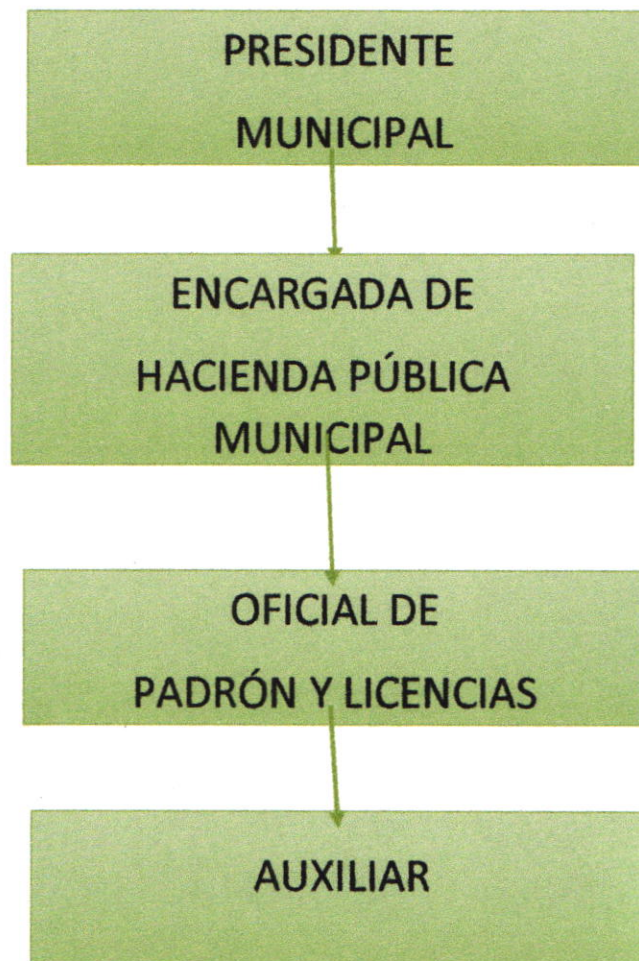 PRESIDENTE
MUNICIPAL
ENCARGADA DE
HACIENDA PÚBLICA
MUNICIPAL
OFICIAL DE
PADRÓN Y LICENCIAS
AUXILIAR